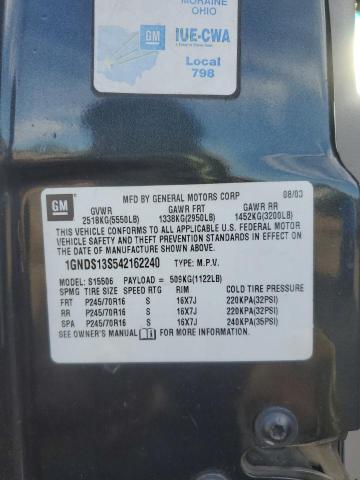 MORAINE
OHIO
GM
IUE-CWA
Local
798
GM
MFD BY GENERAL MOTORS CORP 08/03
GVWR GAWR FRT GAWR RR
2518KG(5550LB) 1338KG(2950LB) 1452KG(3200LB)
THIS VEHICLE CONFORMS TO ALL APPLICABLE U.S. FEDERAL MOTOR
VEHICLE SAFETY AND THEFT PREVENTION STANDARDS IN EFFECT ON
THE DATE OF MANUFACTURE SHOWN ABOVE.
1GNDS13S542162240 TYPE: M.P.V.
MODEL: S15506 PAYLOAD = 509KG(1122LB)
SPMG TIRE SIZE SPEED RTG RIM COLD TIRE PRESSURE
FRT P245/70R16 S 16X7J 220KPA(32PSI)
RR P245/70R16 S 16X7J 220KPA(32PSI)
SPA P245/70R16 S 16X7J 240KPA(35PSI)
SEE OWNER'S MANUAL FOR MORE INFORMATION.